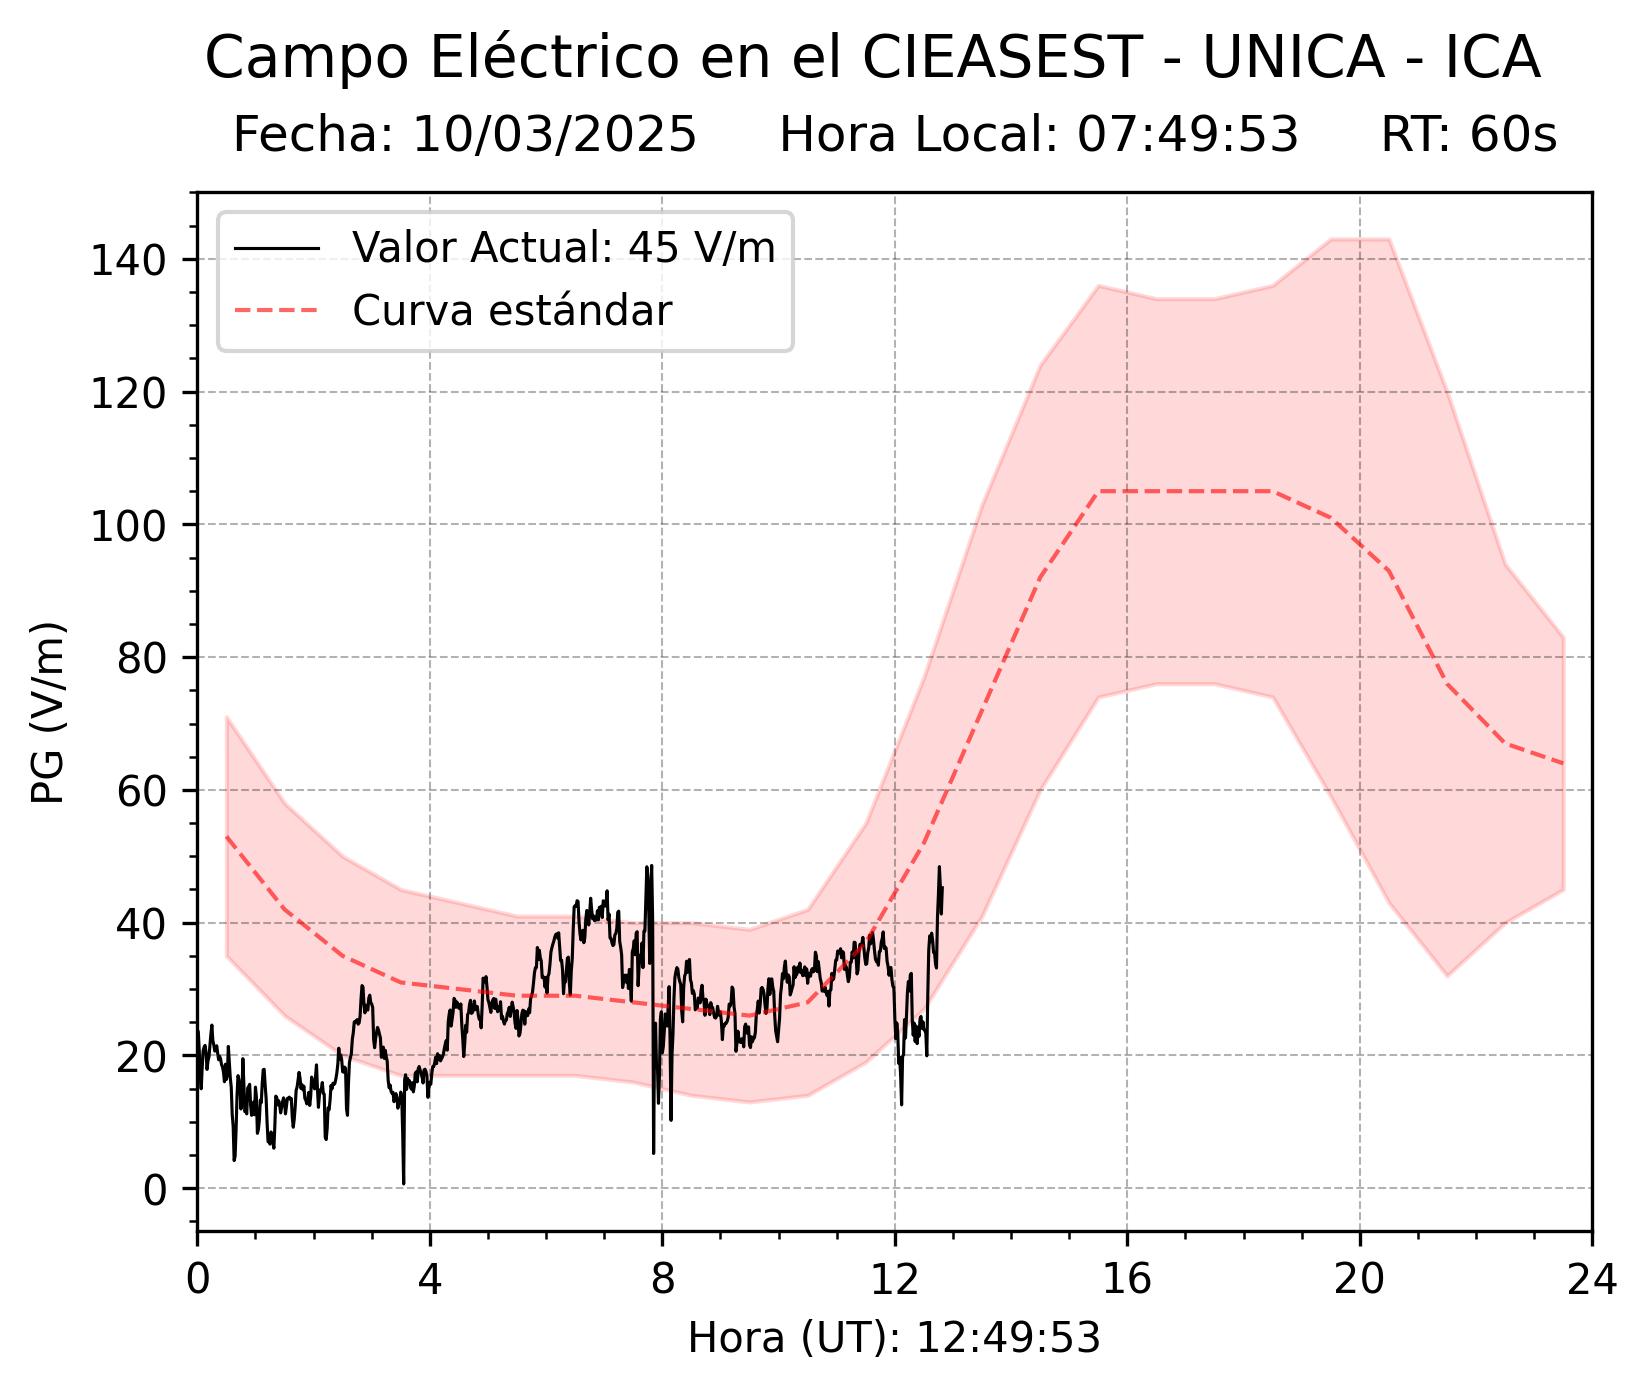 Campo Eléctrico en el CIEASEST - UNICA - ICA
Fecha: 10/03/2025 Hora Local: 07:49:53 RT: 60s
Valor Actual: 45 V/m
Curva estándar
140
120
100
80
60
40
20
0
PG (V/m)
0 4 8 12 16 20 24
Hora (UT): 12:49:53